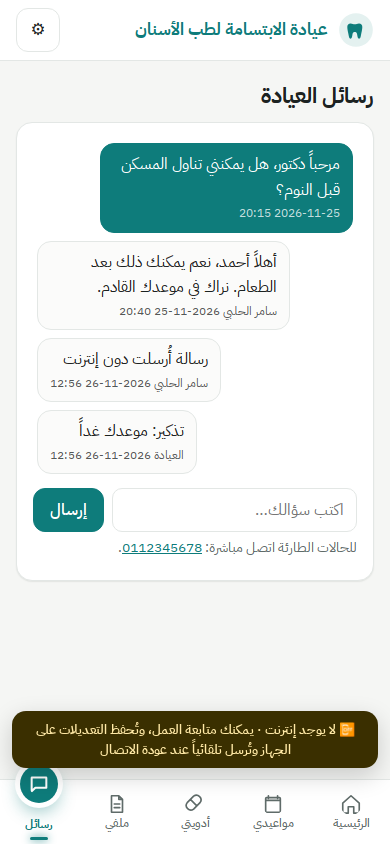 عيادة الابتسامة لطب الأسنان
رسائل العيادة
مرحباً دكتور، هل يمكنني تناول المسكن
قبل النوم؟
2026-11-25 20:15
أهلاً أحمد، نعم يمكنك ذلك بعد
الطعام. نراك في موعدك القادم.
سامر الحلبي 2026-11-25 20:40
رسالة أُرسلت دون إنترنت
سامر الحلبي 2026-11-26 12:56
تذكير: موعدك غداً
العيادة 2026-11-26 12:56
اكتب سؤالك...
إرسال
للحالات الطارئة اتصل مباشرة: 0112345678.
لا يوجد إنترنت · يمكنك متابعة العمل، وتُحفظ التعديلات على
الجهاز وتُرسل تلقائياً عند عودة الاتصال
الرئيسية
مواعيدي
أدويتي
ملفي
رسائل